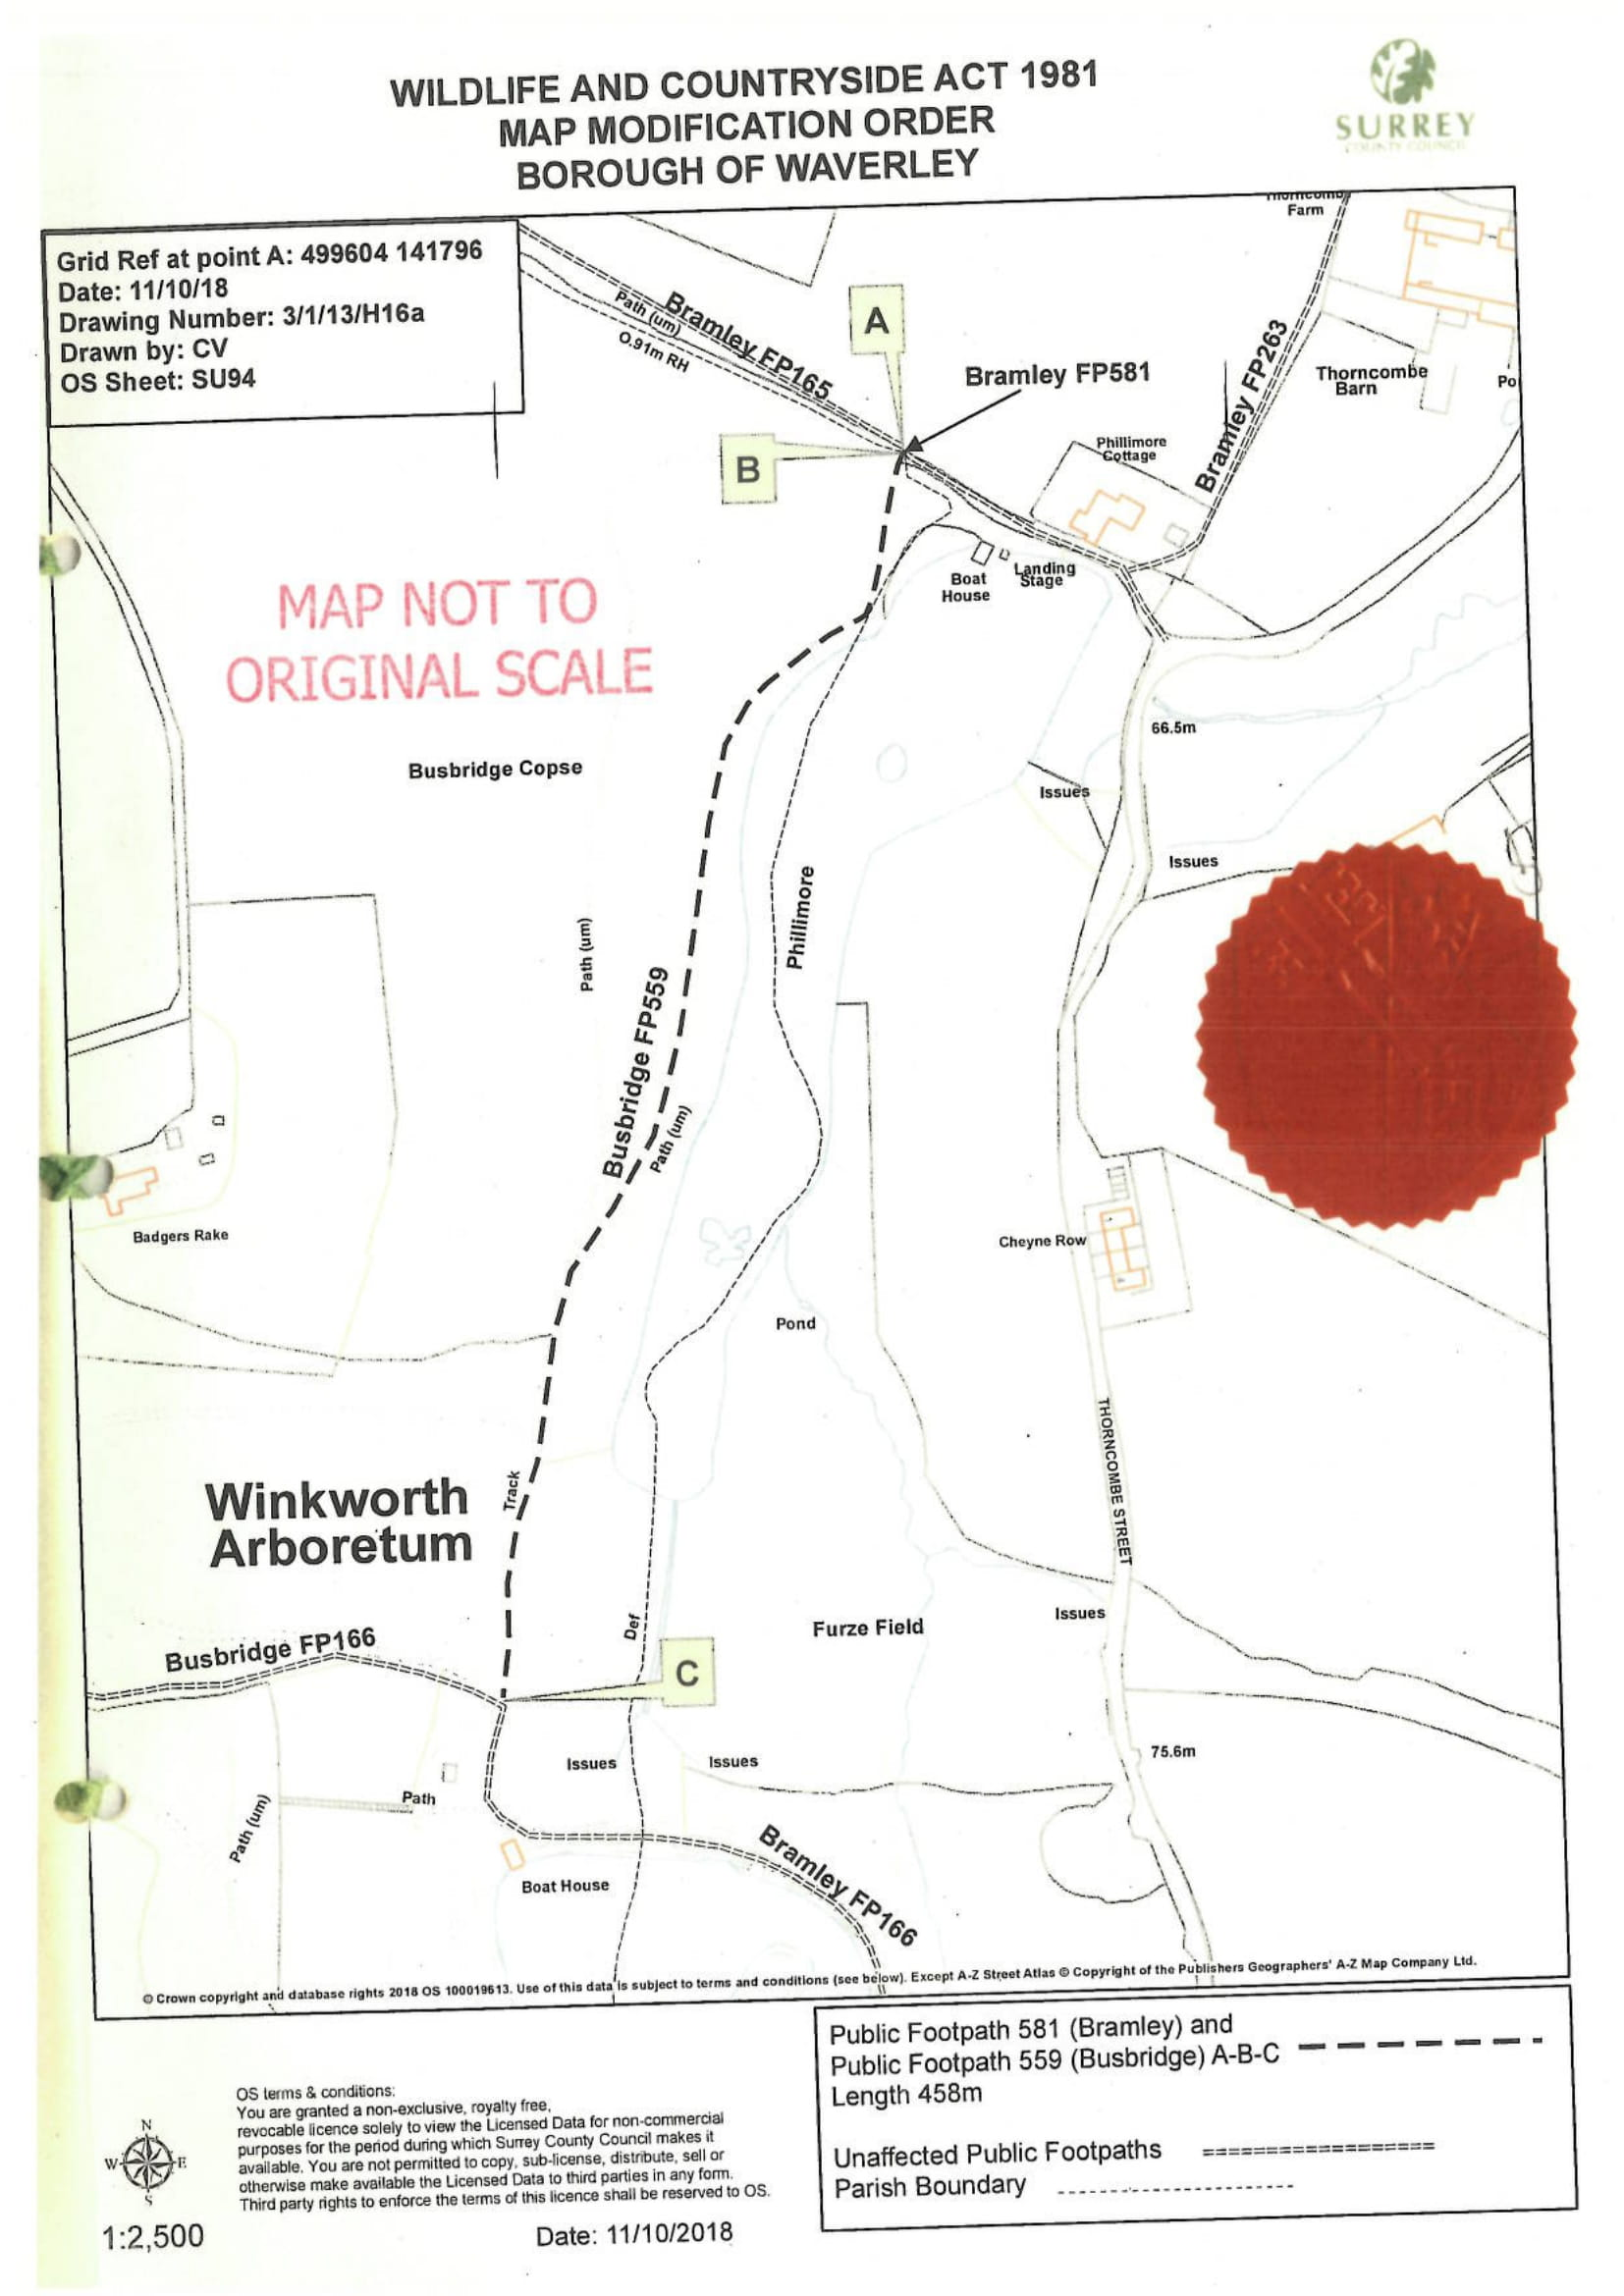 WILDLIFE AND COUNTRYSIDE ACT 1981
MAP MODIFICATION ORDER
BOROUGH OF WAVERLEY
SURREY
COUNTY COUNCIL
Grid Ref at point A: 499604 141796
Date: 11/10/18
Drawing Number: 3/1/13/H16a
Drawn by: CV
OS Sheet: SU94
Farm
Path (um)
Bramley FP165
0.91m RH
A
Bramley FP581
Bramley FP263
Thorncombe
Barn
Po
B
Phillimore
Cottage
Boat
House
Landing
Stage
MAP NOT TO
ORIGINAL SCALE
66.5m
Busbridge Copse
Issues
Issues
Phillimore
Path (um)
Busbridge FP559
Path (um)
Badgers Rake
Cheyne Row
Pond
THORNCOMBE STREET
Track
Winkworth
Arboretum
Def
Furze Field
Issues
Busbridge FP166
C
Issues
Issues
75.6m
Path
Path (um)
Boat House
Bramley FP166
© Crown copyright and database rights 2018 OS 100019613. Use of this data is subject to terms and conditions (see below). Except A-Z Street Atlas © Copyright of the Publishers Geographers' A-Z Map Company Ltd.
Public Footpath 581 (Bramley) and
Public Footpath 559 (Busbridge) A-B-C
Length 458m
Unaffected Public Footpaths
Parish Boundary
OS terms & conditions:
You are granted a non-exclusive, royalty free,
revocable licence solely to view the Licensed Data for non-commercial
purposes for the period during which Surrey County Council makes it
available. You are not permitted to copy, sub-license, distribute, sell or
otherwise make available the Licensed Data to third parties in any form.
Third party rights to enforce the terms of this licence shall be reserved to OS.
N
W E
S
1:2,500
Date: 11/10/2018